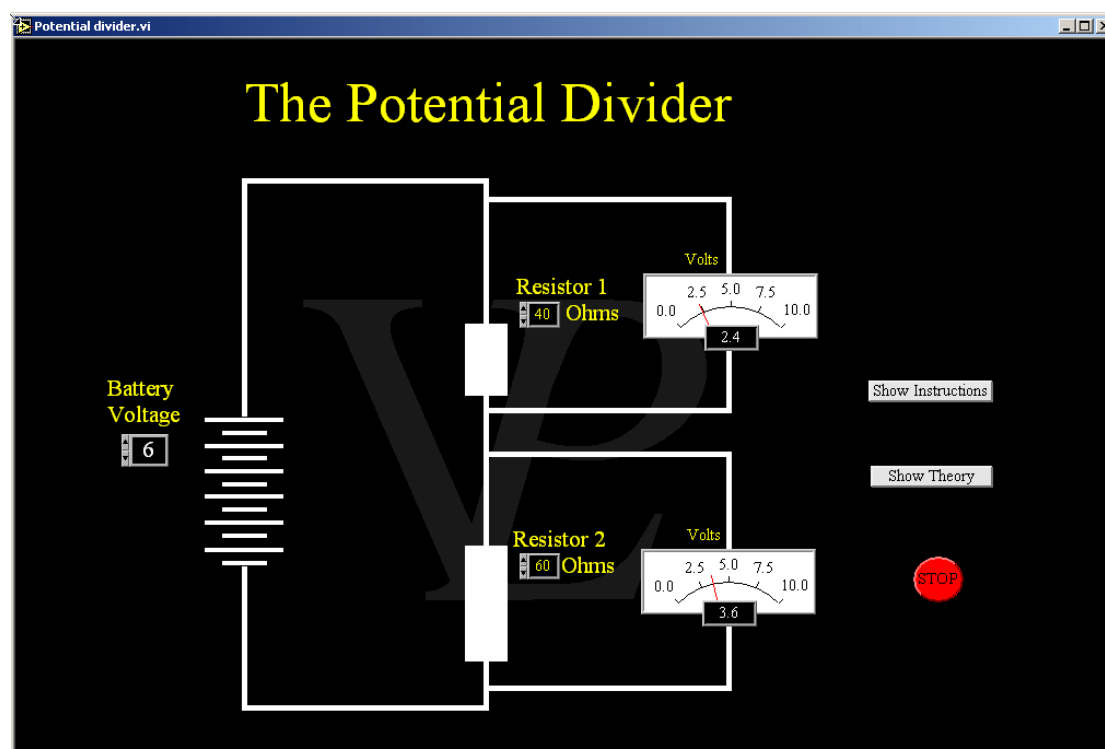 Potential divider.vi
The Potential Divider
Volts
Resistor 1
40 Ohms
0.0 2.5 5.0 7.5 10.0
2.4
Battery
Voltage
6
Show Instructions
Show Theory
Volts
Resistor 2
60 Ohms
0.0 2.5 5.0 7.5 10.0
3.6
STOP
VPL